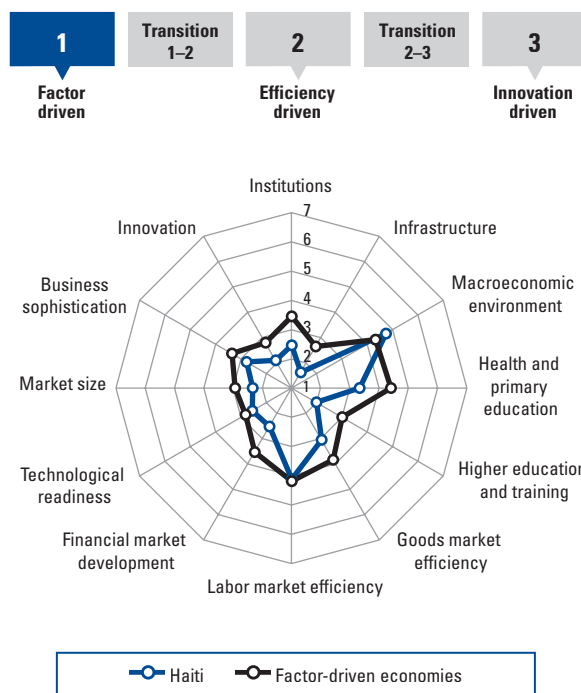 1
Transition
1–2
2
Transition
2–3
3
Factor
driven
Efficiency
driven
Innovation
driven
Institutions
7
Innovation
Infrastructure
6
5
Business
sophistication
Macroeconomic
environment
4
3
Market size
2
1
Health and
primary
education
Technological
readiness
Higher education
and training
Financial market
development
Goods market
efficiency
Labor market efficiency
Haiti
Factor-driven economies